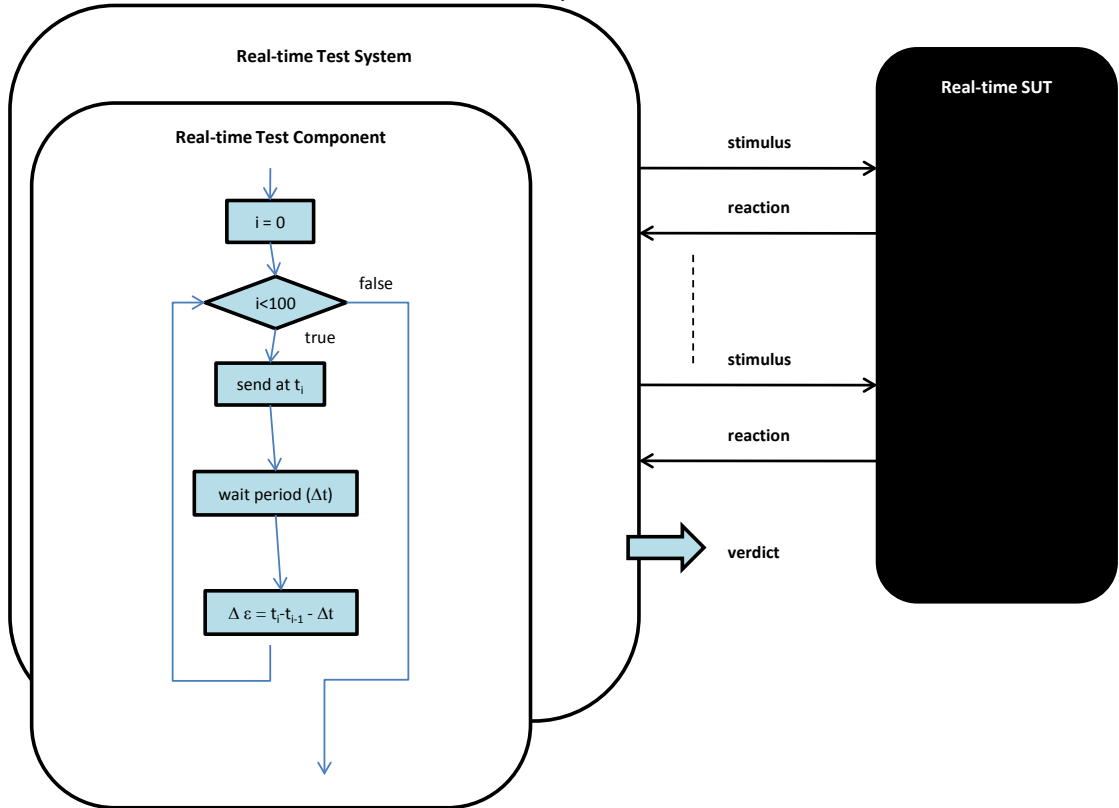 Real-time Test System
Real-time Test Component
i = 0
i<100
false
true
send at tᵢ
wait period (Δt)
Δ ε = tᵢ-tᵢ₋₁ - Δt
stimulus
reaction
stimulus
reaction
verdict
Real-time SUT